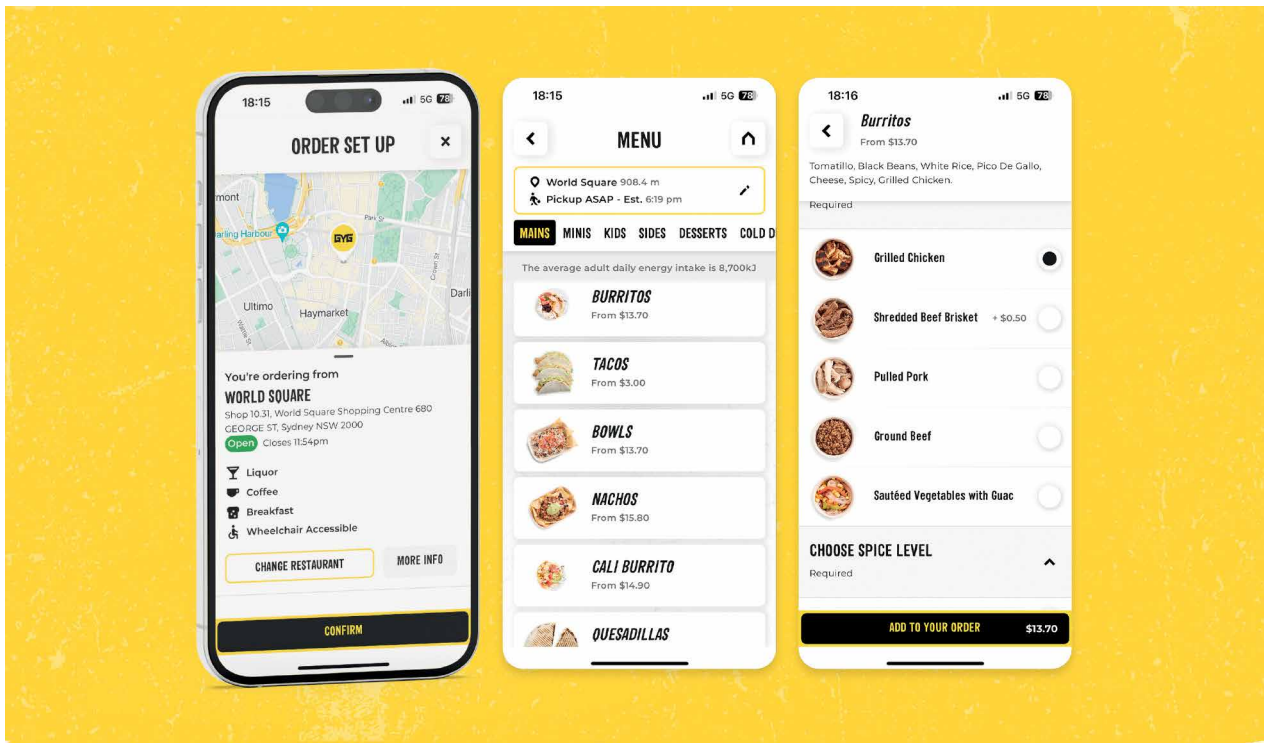 18:15
5G 78
ORDER SET UP
mont
Park St
arling Harbour
GYG
Crown St
Darli
Ultimo
Haymarket
You're ordering from
WORLD SQUARE
Shop 10.31, World Square Shopping Centre 680
GEORGE ST, Sydney NSW 2000
Open Closes 11:54pm
Liquor
Coffee
Breakfast
Wheelchair Accessible
CHANGE RESTAURANT
MORE INFO
CONFIRM
18:15
5G 78
MENU
World Square 908.4 m
Pickup ASAP - Est. 6:19 pm
MAINS MINIS KIDS SIDES DESSERTS COLD D
The average adult daily energy intake is 8,700kJ
BURRITOS
From $13.70
TACOS
From $3.00
BOWLS
From $13.70
NACHOS
From $15.80
CALI BURRITO
From $14.90
QUESADILLAS
18:16
5G 78
Burritos
From $13.70
Tomatillo, Black Beans, White Rice, Pico De Gallo,
Cheese, Spicy, Grilled Chicken.
Required
Grilled Chicken
Shredded Beef Brisket + $0.50
Pulled Pork
Ground Beef
Sautéed Vegetables with Guac
CHOOSE SPICE LEVEL
Required
ADD TO YOUR ORDER $13.70